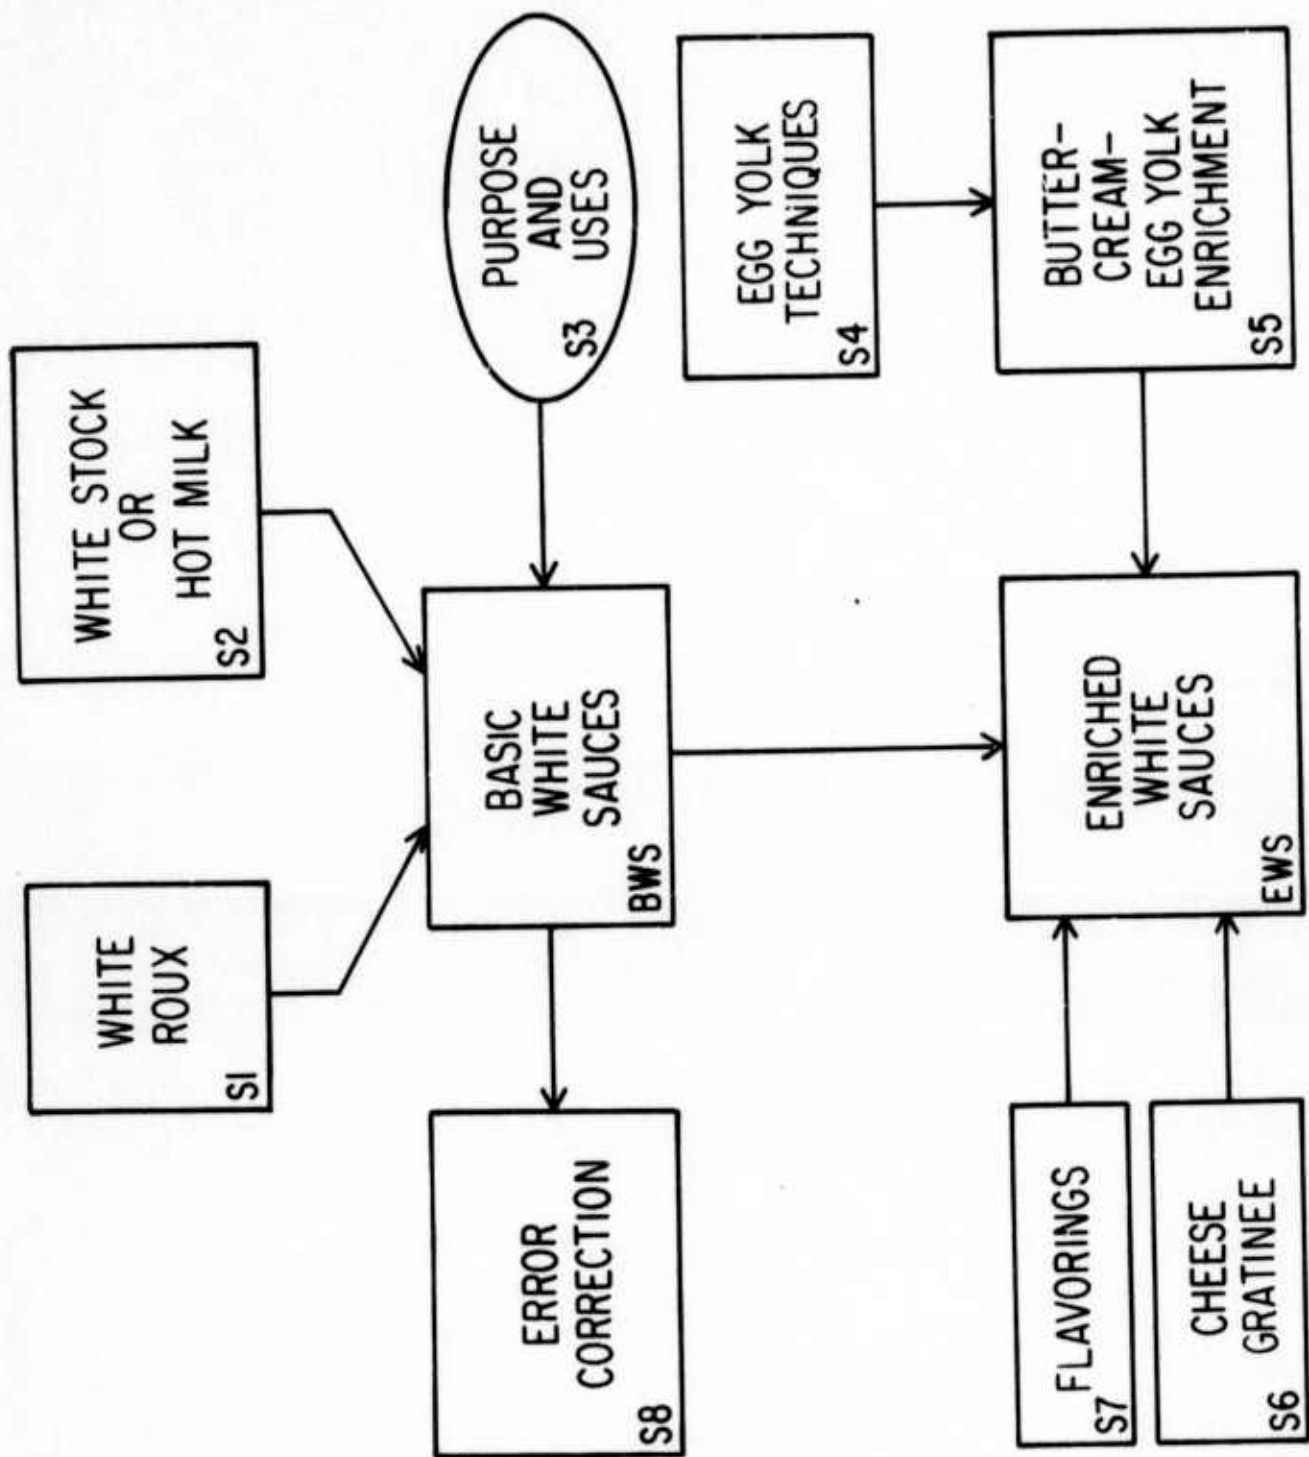 WHITE
ROUX
S1
WHITE STOCK
OR
HOT MILK
S2
ERROR
CORRECTION
S8
BASIC
WHITE
SAUCES
BWS
PURPOSE
AND
USES
S3
EGG YOLK
TECHNIQUES
S4
FLAVORINGS
S7
CHEESE
GRATINEE
S6
ENRICHED
WHITE
SAUCES
EWS
BUTTER-
CREAM-
EGG YOLK
ENRICHMENT
S5